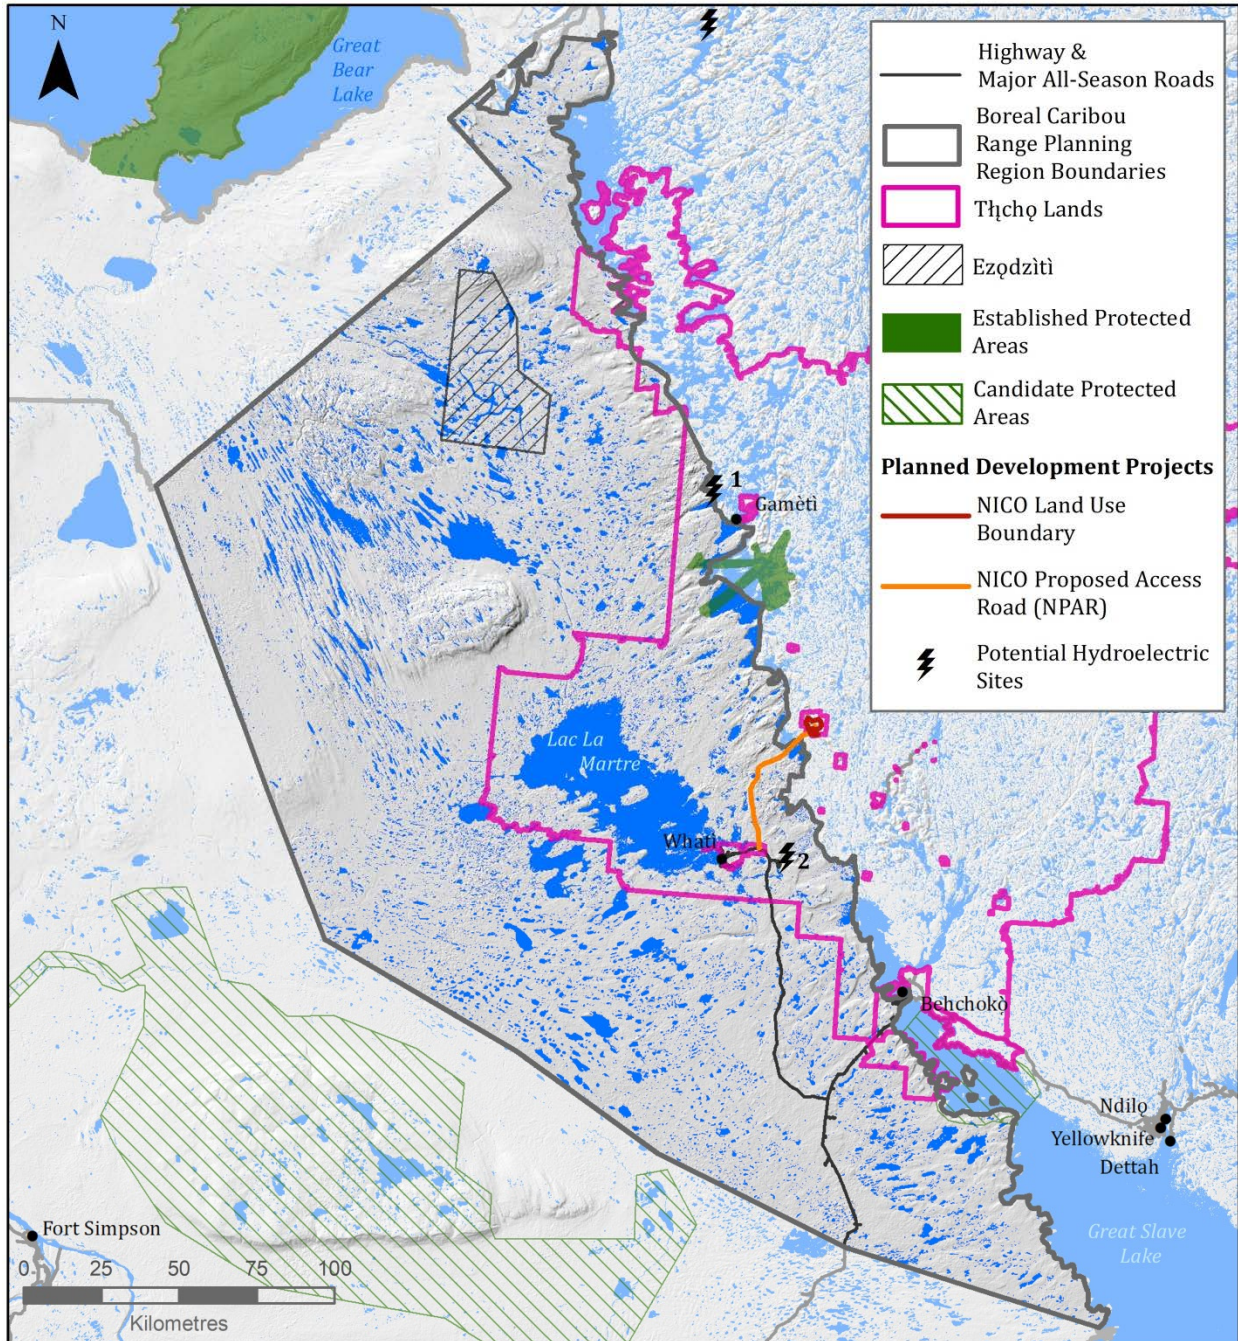 N
Great
Bear
Lake
Highway &
Major All-Season Roads
Boreal Caribou
Range Planning
Region Boundaries
Tłı̨chǫ Lands
Ezǫdzìtì
Established Protected
Areas
Candidate Protected
Areas
Planned Development Projects
NICO Land Use
Boundary
NICO Proposed Access
Road (NPAR)
Potential Hydroelectric
Sites
1
Gamètì
Lac La
Martre
Whatì
2
Behchokǫ̀
Ndilǫ
Yellowknife
Dettah
Great Slave
Lake
Fort Simpson
0 25 50 75 100
Kilometres